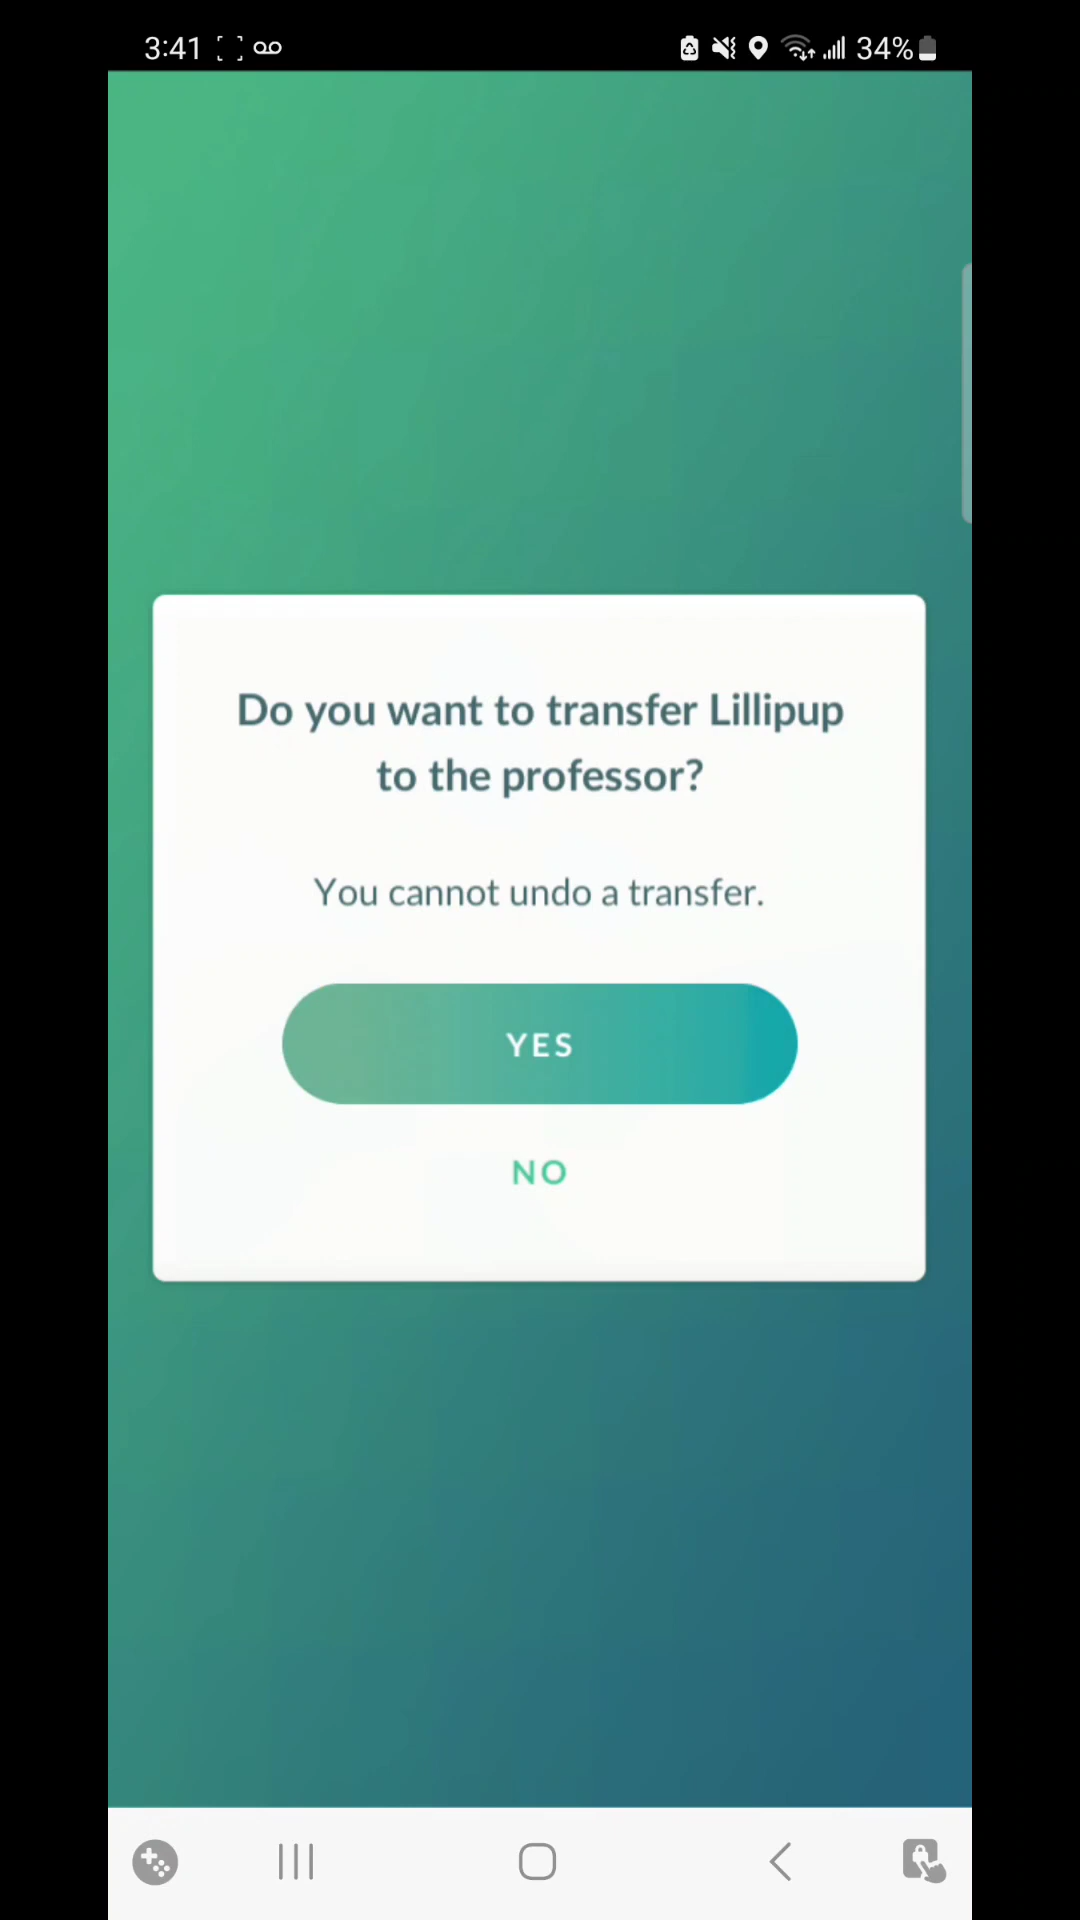 3:41
34%
Do you want to transfer Lillipup
to the professor?
You cannot undo a transfer.
YES
NO